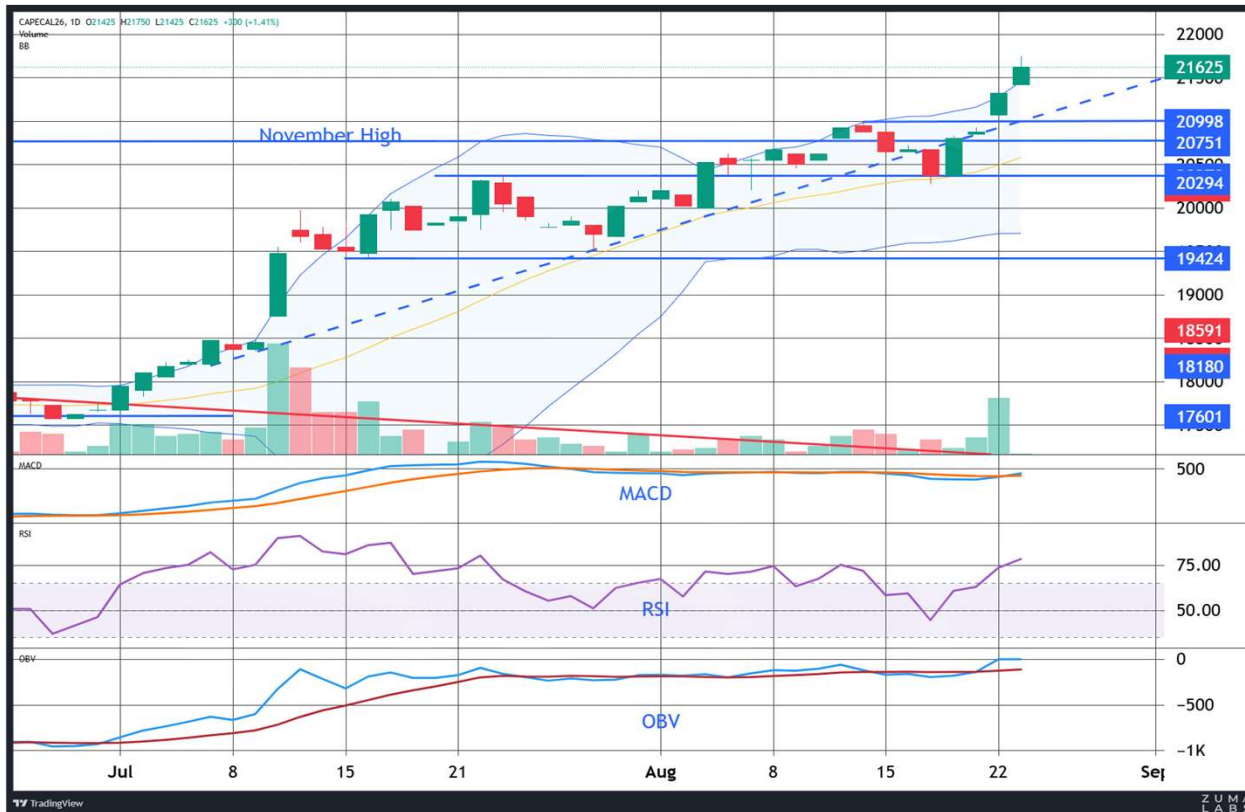 CAPECAL26, 1D O21425 H21750 L21425 C21625 +300 (+1.41%)
Volume
BB
22000
21625
November High
20998
20751
20294
20000
19424
19000
18591
18180
18000
17601
MACD
500
MACD
RSI
75.00
RSI
50.00
OBV
0
-500
OBV
-1K
Jul 8 15 21 Aug 8 15 22 Sep
TradingView
ZUMA
LABS